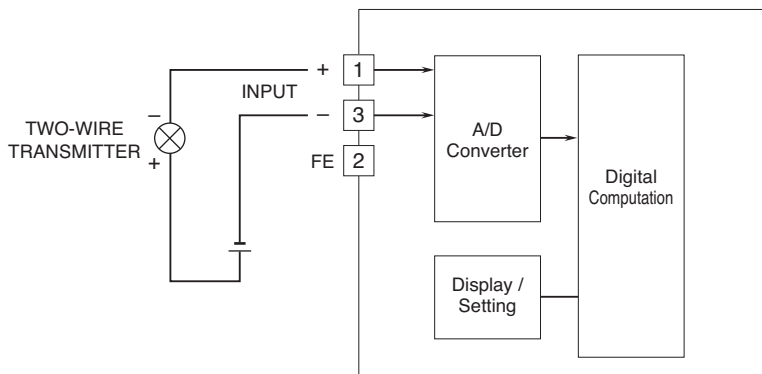 + 1
INPUT
− 3
FE 2
TWO-WIRE
TRANSMITTER
−
+
A/D
Converter
Digital
Computation
Display /
Setting